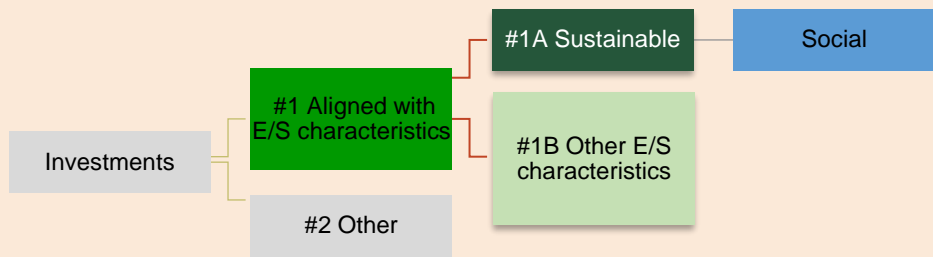 #1A Sustainable
Social
#1 Aligned with
E/S characteristics
#1B Other E/S
characteristics
Investments
#2 Other